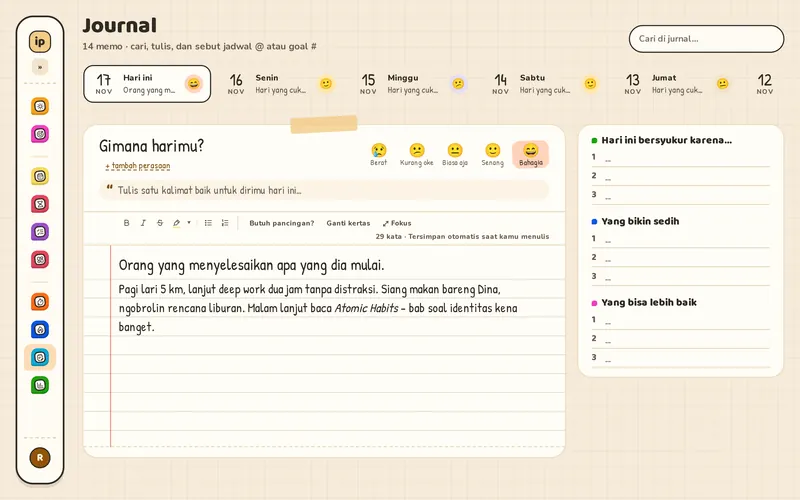 ip
»
R
Journal
14 memo · cari, tulis, dan sebut jadwal @ atau goal #
Cari di jurnal...
17 NOV Hari ini Orang yang m...
16 NOV Senin Hari yang cuk...
15 NOV Minggu Hari yang cuk...
14 NOV Sabtu Hari yang cuk...
13 NOV Jumat Hari yang cuk...
12 NOV
Gimana harimu?
+ tambah perasaan
Berat Kurang oke Biasa aja Senang Bahagia
“ Tulis satu kalimat baik untuk dirimu hari ini...
B I S Butuh pancingan? Ganti kertas Fokus
29 kata · Tersimpan otomatis saat kamu menulis
Orang yang menyelesaikan apa yang dia mulai.
Pagi lari 5 km, lanjut deep work dua jam tanpa distraksi. Siang makan bareng Dina,
ngobrolin rencana liburan. Malam lanjut baca Atomic Habits – bab soal identitas kena
banget.
Hari ini bersyukur karena...
1 ...
2 ...
3 ...
Yang bikin sedih
1 ...
2 ...
3 ...
Yang bisa lebih baik
1 ...
2 ...
3 ...